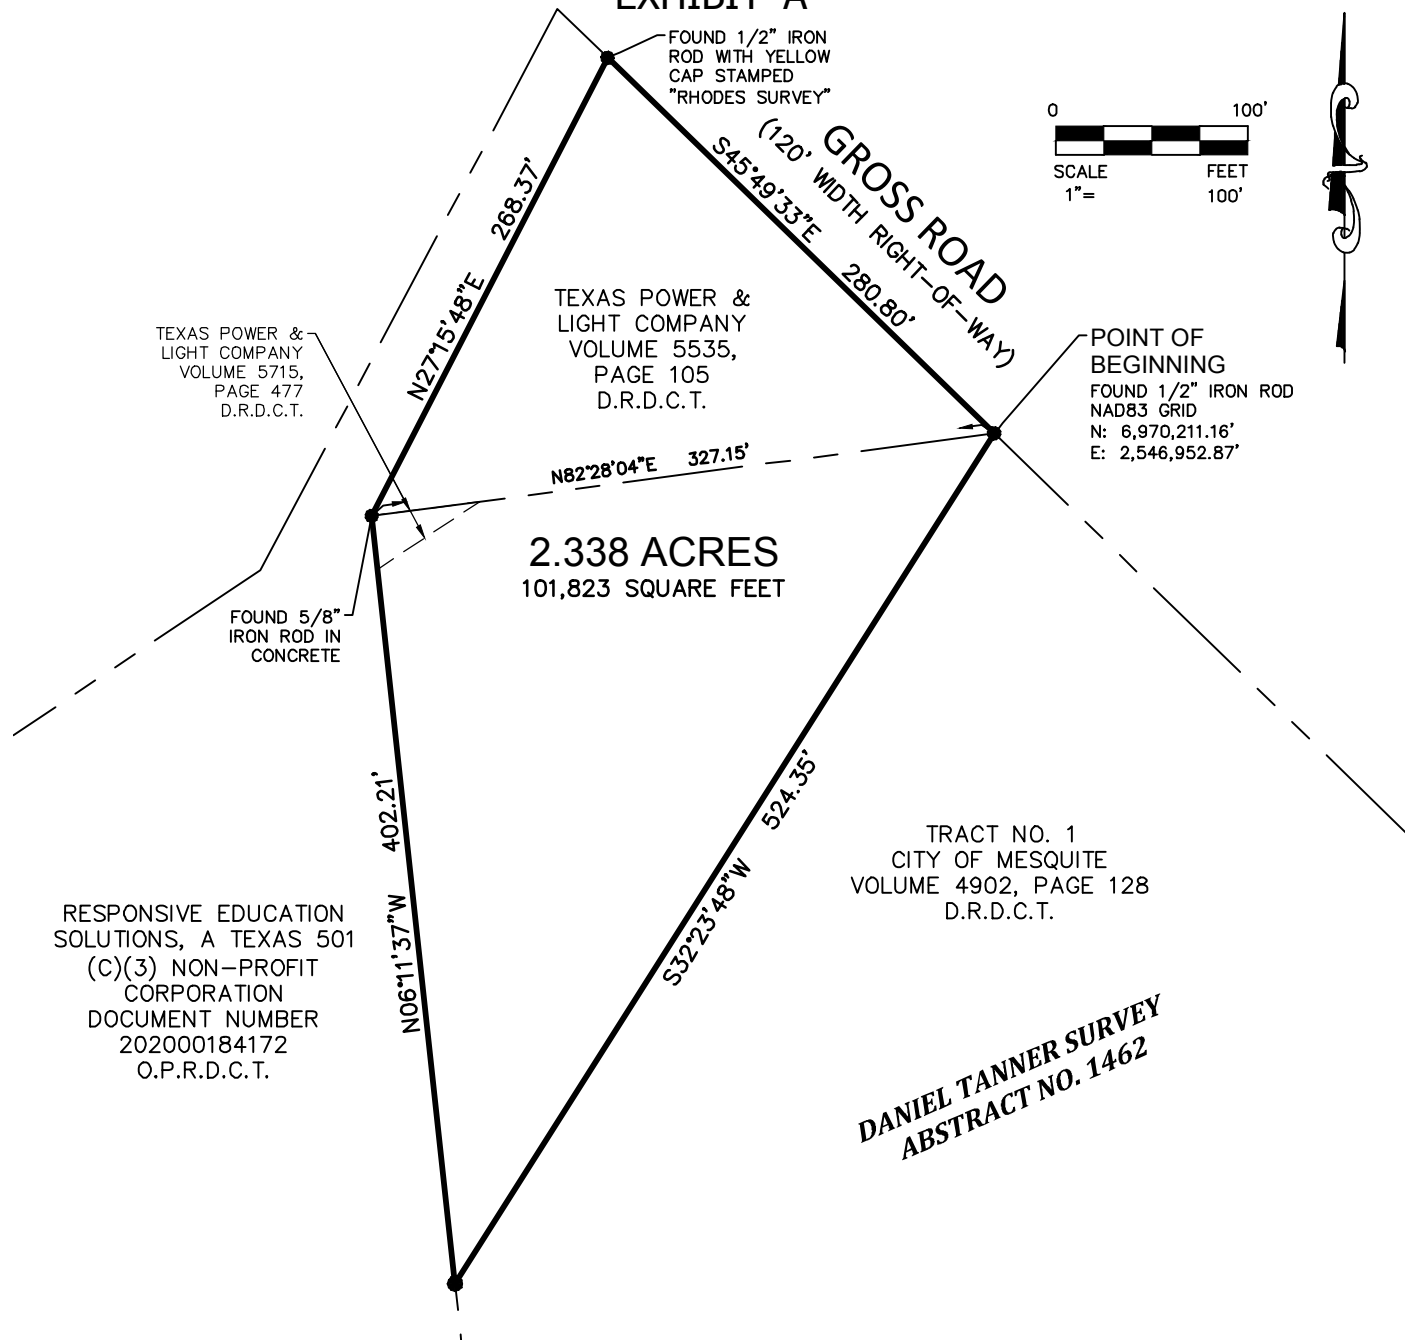 EXHIBIT "A"
FOUND 1/2" IRON
ROD WITH YELLOW
CAP STAMPED
"RHODES SURVEY"
0 100'
SCALE FEET
1"= 100'
GROSS ROAD
(120' WIDTH RIGHT-OF-WAY)
S45°49'33"E 280.80'
N27°15'48"E 268.37'
TEXAS POWER &
LIGHT COMPANY
VOLUME 5535,
PAGE 105
D.R.D.C.T.
TEXAS POWER &
LIGHT COMPANY
VOLUME 5715,
PAGE 477
D.R.D.C.T.
POINT OF
BEGINNING
FOUND 1/2" IRON ROD
NAD83 GRID
N: 6,970,211.16'
E: 2,546,952.87'
N82°28'04"E 327.15'
2.338 ACRES
101,823 SQUARE FEET
FOUND 5/8"
IRON ROD IN
CONCRETE
N06°11'37"W 402.21'
S32°23'48"W 524.35'
TRACT NO. 1
CITY OF MESQUITE
VOLUME 4902, PAGE 128
D.R.D.C.T.
RESPONSIVE EDUCATION
SOLUTIONS, A TEXAS 501
(C)(3) NON-PROFIT
CORPORATION
DOCUMENT NUMBER
202000184172
O.P.R.D.C.T.
DANIEL TANNER SURVEY
ABSTRACT NO. 1462